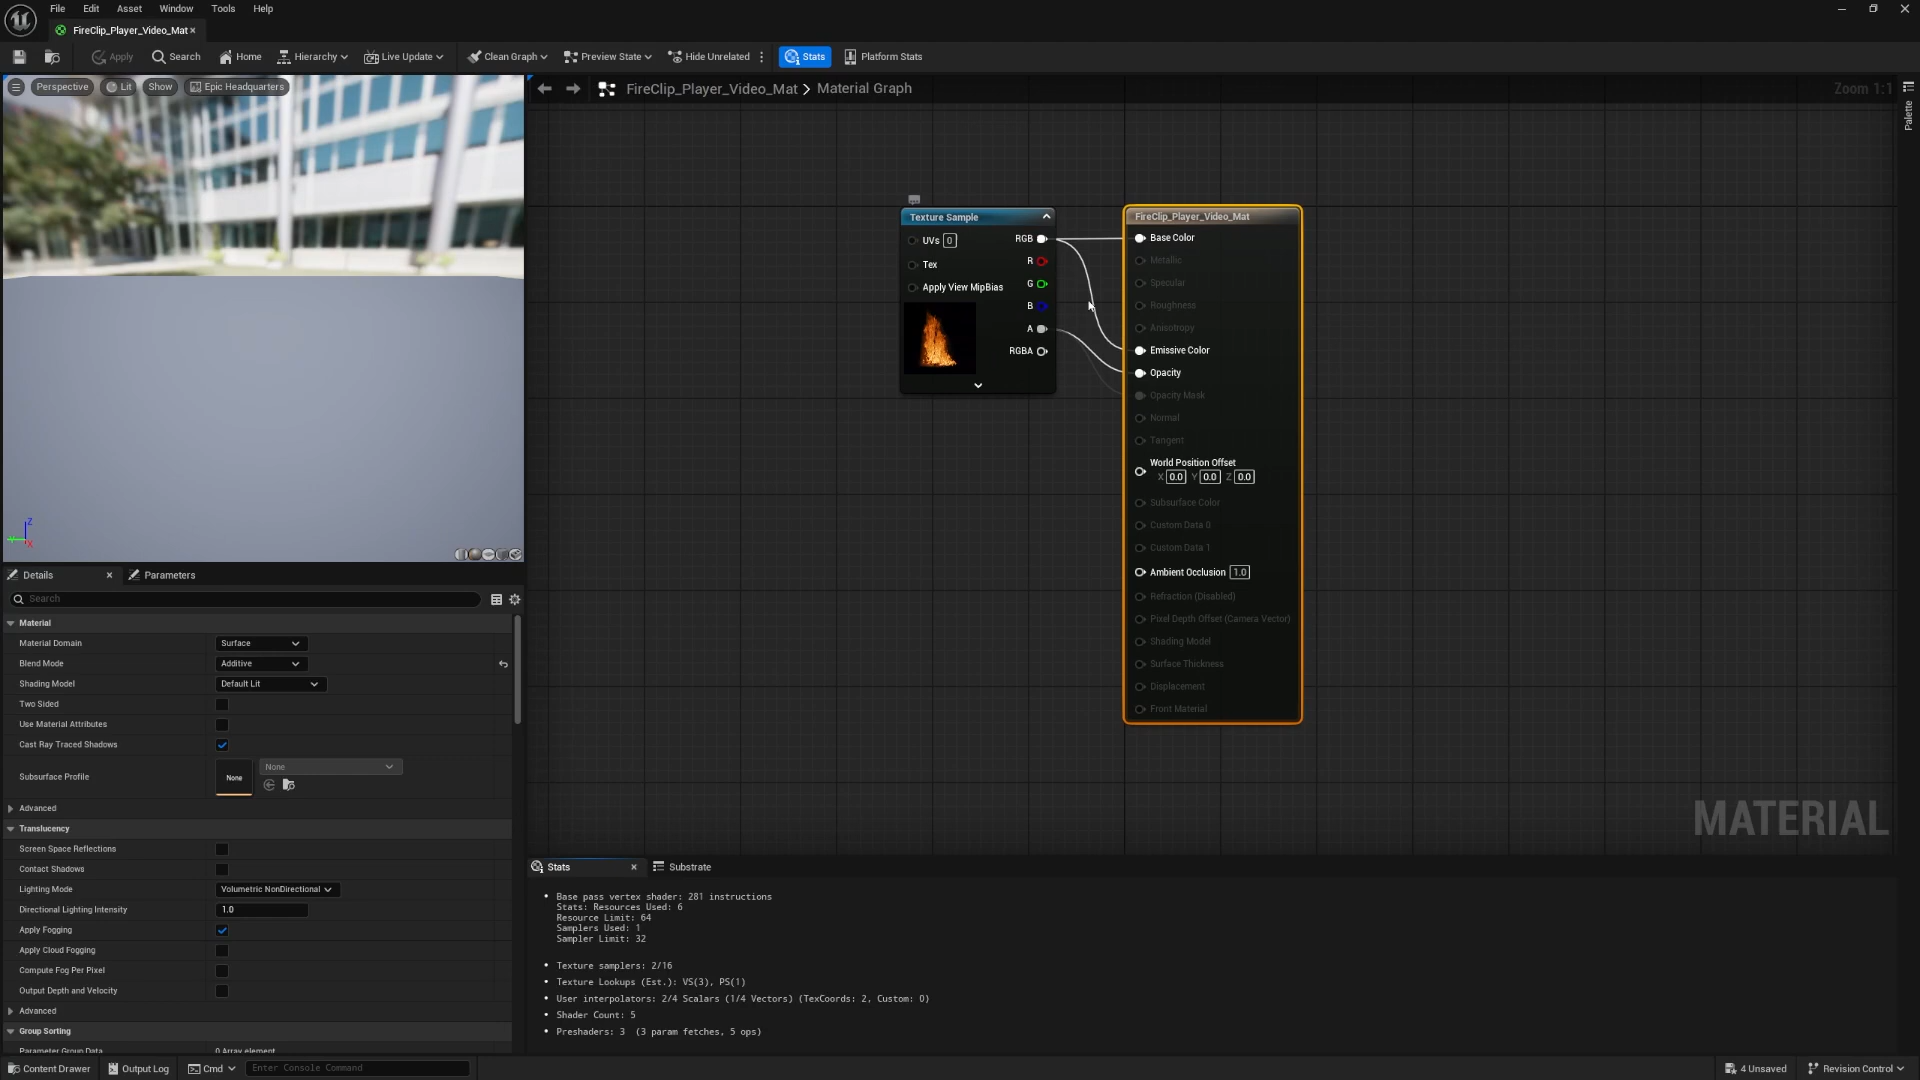 File Edit Asset Window Tools Help
FireClip_Player_Video_Mat
Apply Search Home Hierarchy Live Update Clean Graph Preview State Hide Unrelated Stats Platform Stats
Perspective Lit Show Epic Headquarters
FireClip_Player_Video_Mat Material Graph Zoom 1:1
Palette
Texture Sample
UVs 0 RGB
R
Tex
Apply View MipBias G
B
A
RGBA
FireClip_Player_Video_Mat
Base Color
Metallic
Specular
Roughness
Anisotropy
Emissive Color
Opacity
Opacity Mask
Normal
Tangent
World Position Offset
X 0.0 Y 0.0 Z 0.0
Subsurface Color
Custom Data 0
Custom Data 1
Ambient Occlusion 1.0
Refraction (Disabled)
Pixel Depth Offset (Camera Vector)
Shading Model
Surface Thickness
Displacement
Front Material
MATERIAL
Z
Y
X
Details Parameters
Search
Material
Material Domain Surface
Blend Mode Additive
Shading Model Default Lit
Two Sided
Use Material Attributes
Cast Ray Traced Shadows
Subsurface Profile None None
Advanced
Translucency
Screen Space Reflections
Contact Shadows
Lighting Mode Volumetric NonDirectional
Directional Lighting Intensity 1.0
Apply Fogging
Apply Cloud Fogging
Compute Fog Per Pixel
Output Depth and Velocity
Advanced
Group Sorting
Parameter Group Data 0 Array element
Stats Substrate
Base pass vertex shader: 281 instructions
Stats: Resources Used: 6
Resource Limit: 64
Samplers Used: 1
Sampler Limit: 32
Texture samplers: 2/16
Texture Lookups (Est.): VS(3), PS(1)
User interpolators: 2/4 Scalars (1/4 Vectors) (TexCoords: 2, Custom: 0)
Shader Count: 5
Preshaders: 3 (3 param fetches, 5 ops)
Content Drawer Output Log Cmd Enter Console Command 4 Unsaved Revision Control